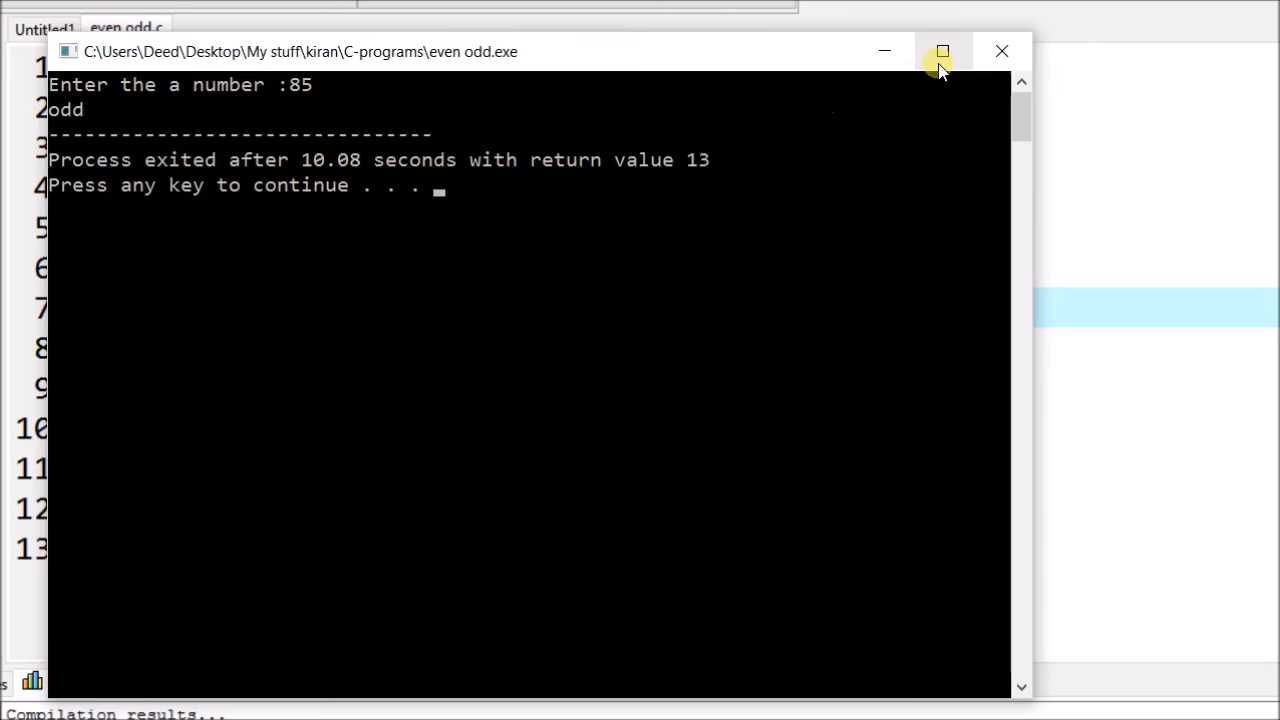 Untitled1 even odd.c
C:\Users\Deed\Desktop\My stuff\kiran\C-programs\even odd.exe
Enter the a number :85
odd
--------------------------------
Process exited after 10.08 seconds with return value 13
Press any key to continue . . .
1
2
3
4
5
6
7
8
9
10
11
12
13
Compilation results...